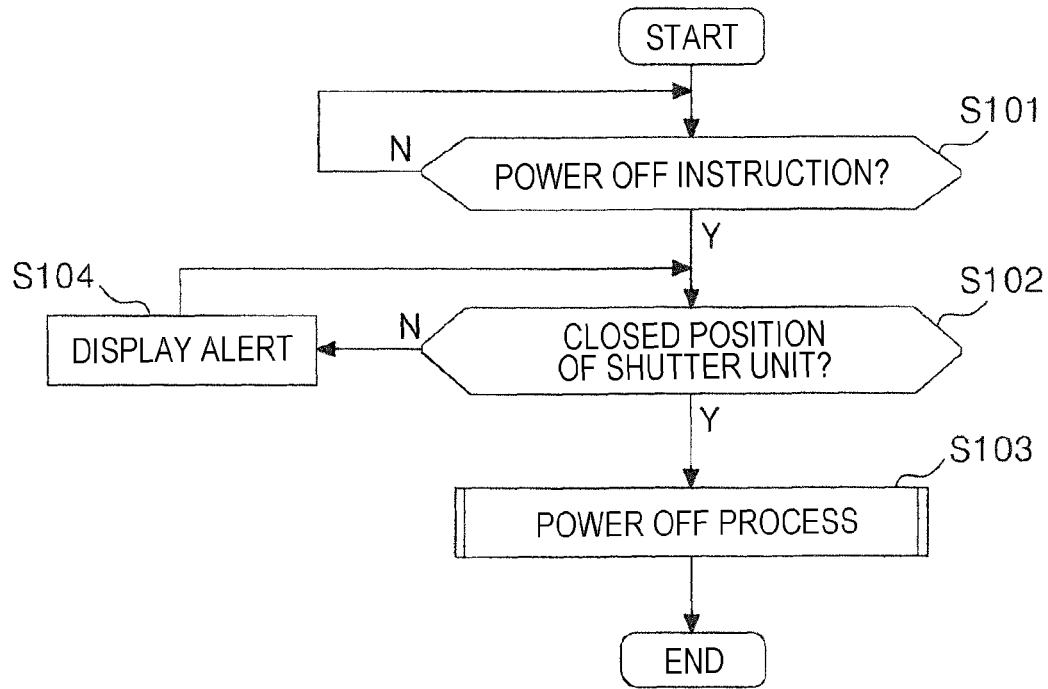 START
S101
N
POWER OFF INSTRUCTION?
Y
S104
S102
DISPLAY ALERT
N
CLOSED POSITION
OF SHUTTER UNIT?
Y
S103
POWER OFF PROCESS
END